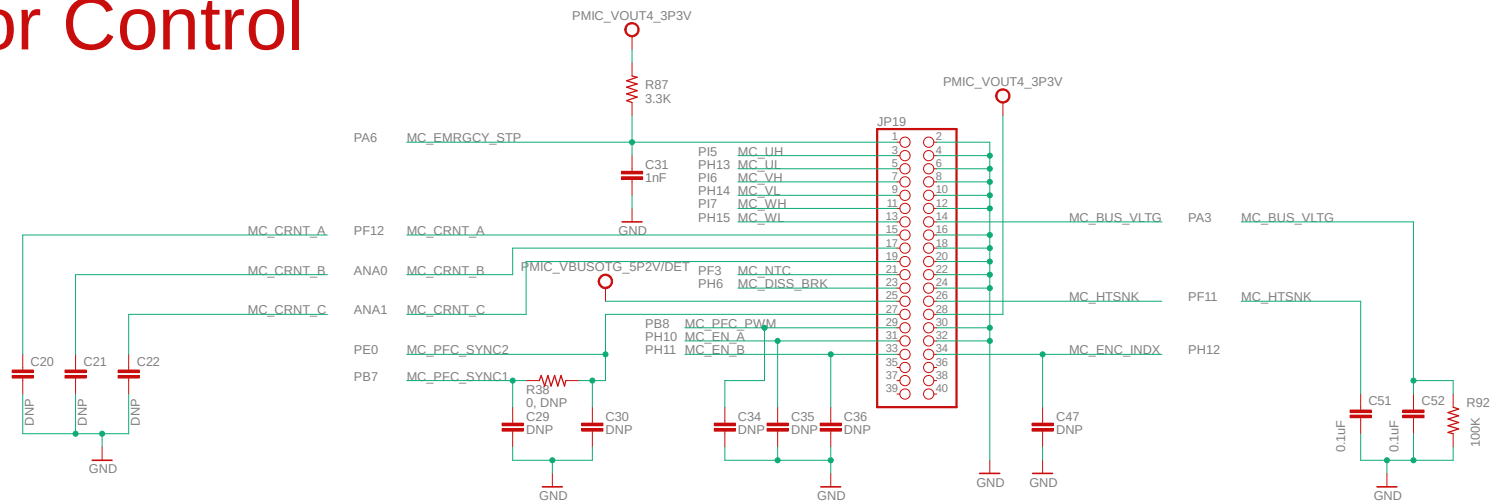 or Control
PMIC_VOUT4_3P3V
R87
3.3K
PMIC_VOUT4_3P3V
JP19
PA6 MC_EMRGCY_STP
C31
1nF
GND
PI5 MC_UH
PH13 MC_UL
PI6 MC_VH
PH14 MC_VL
PI7 MC_WH
PH15 MC_WL
1 2
3 4
5 6
7 8
9 10
11 12
13 14
15 16
17 18
19 20
21 22
23 24
25 26
27 28
29 30
31 32
33 34
35 36
37 38
39 40
MC_BUS_VLTG PA3 MC_BUS_VLTG
MC_CRNT_A PF12 MC_CRNT_A
MC_CRNT_B ANA0 MC_CRNT_B
PMIC_VBUSOTG_5P2V/DET
PF3 MC_NTC
PH6 MC_DISS_BRK
MC_HTSNK PF11 MC_HTSNK
MC_CRNT_C ANA1 MC_CRNT_C
PB8 MC_PFC_PWM
PH10 MC_EN_A
PH11 MC_EN_B
PE0 MC_PFC_SYNC2
MC_ENC_INDX PH12
PB7 MC_PFC_SYNC1
R38
0, DNP
C20
DNP
C21
DNP
C22
DNP
GND
C29
DNP
C30
DNP
GND
C34
DNP
C35
DNP
C36
DNP
GND
GND
C47
DNP
GND
C51
0.1uF
C52
0.1uF
R92
100K
GND